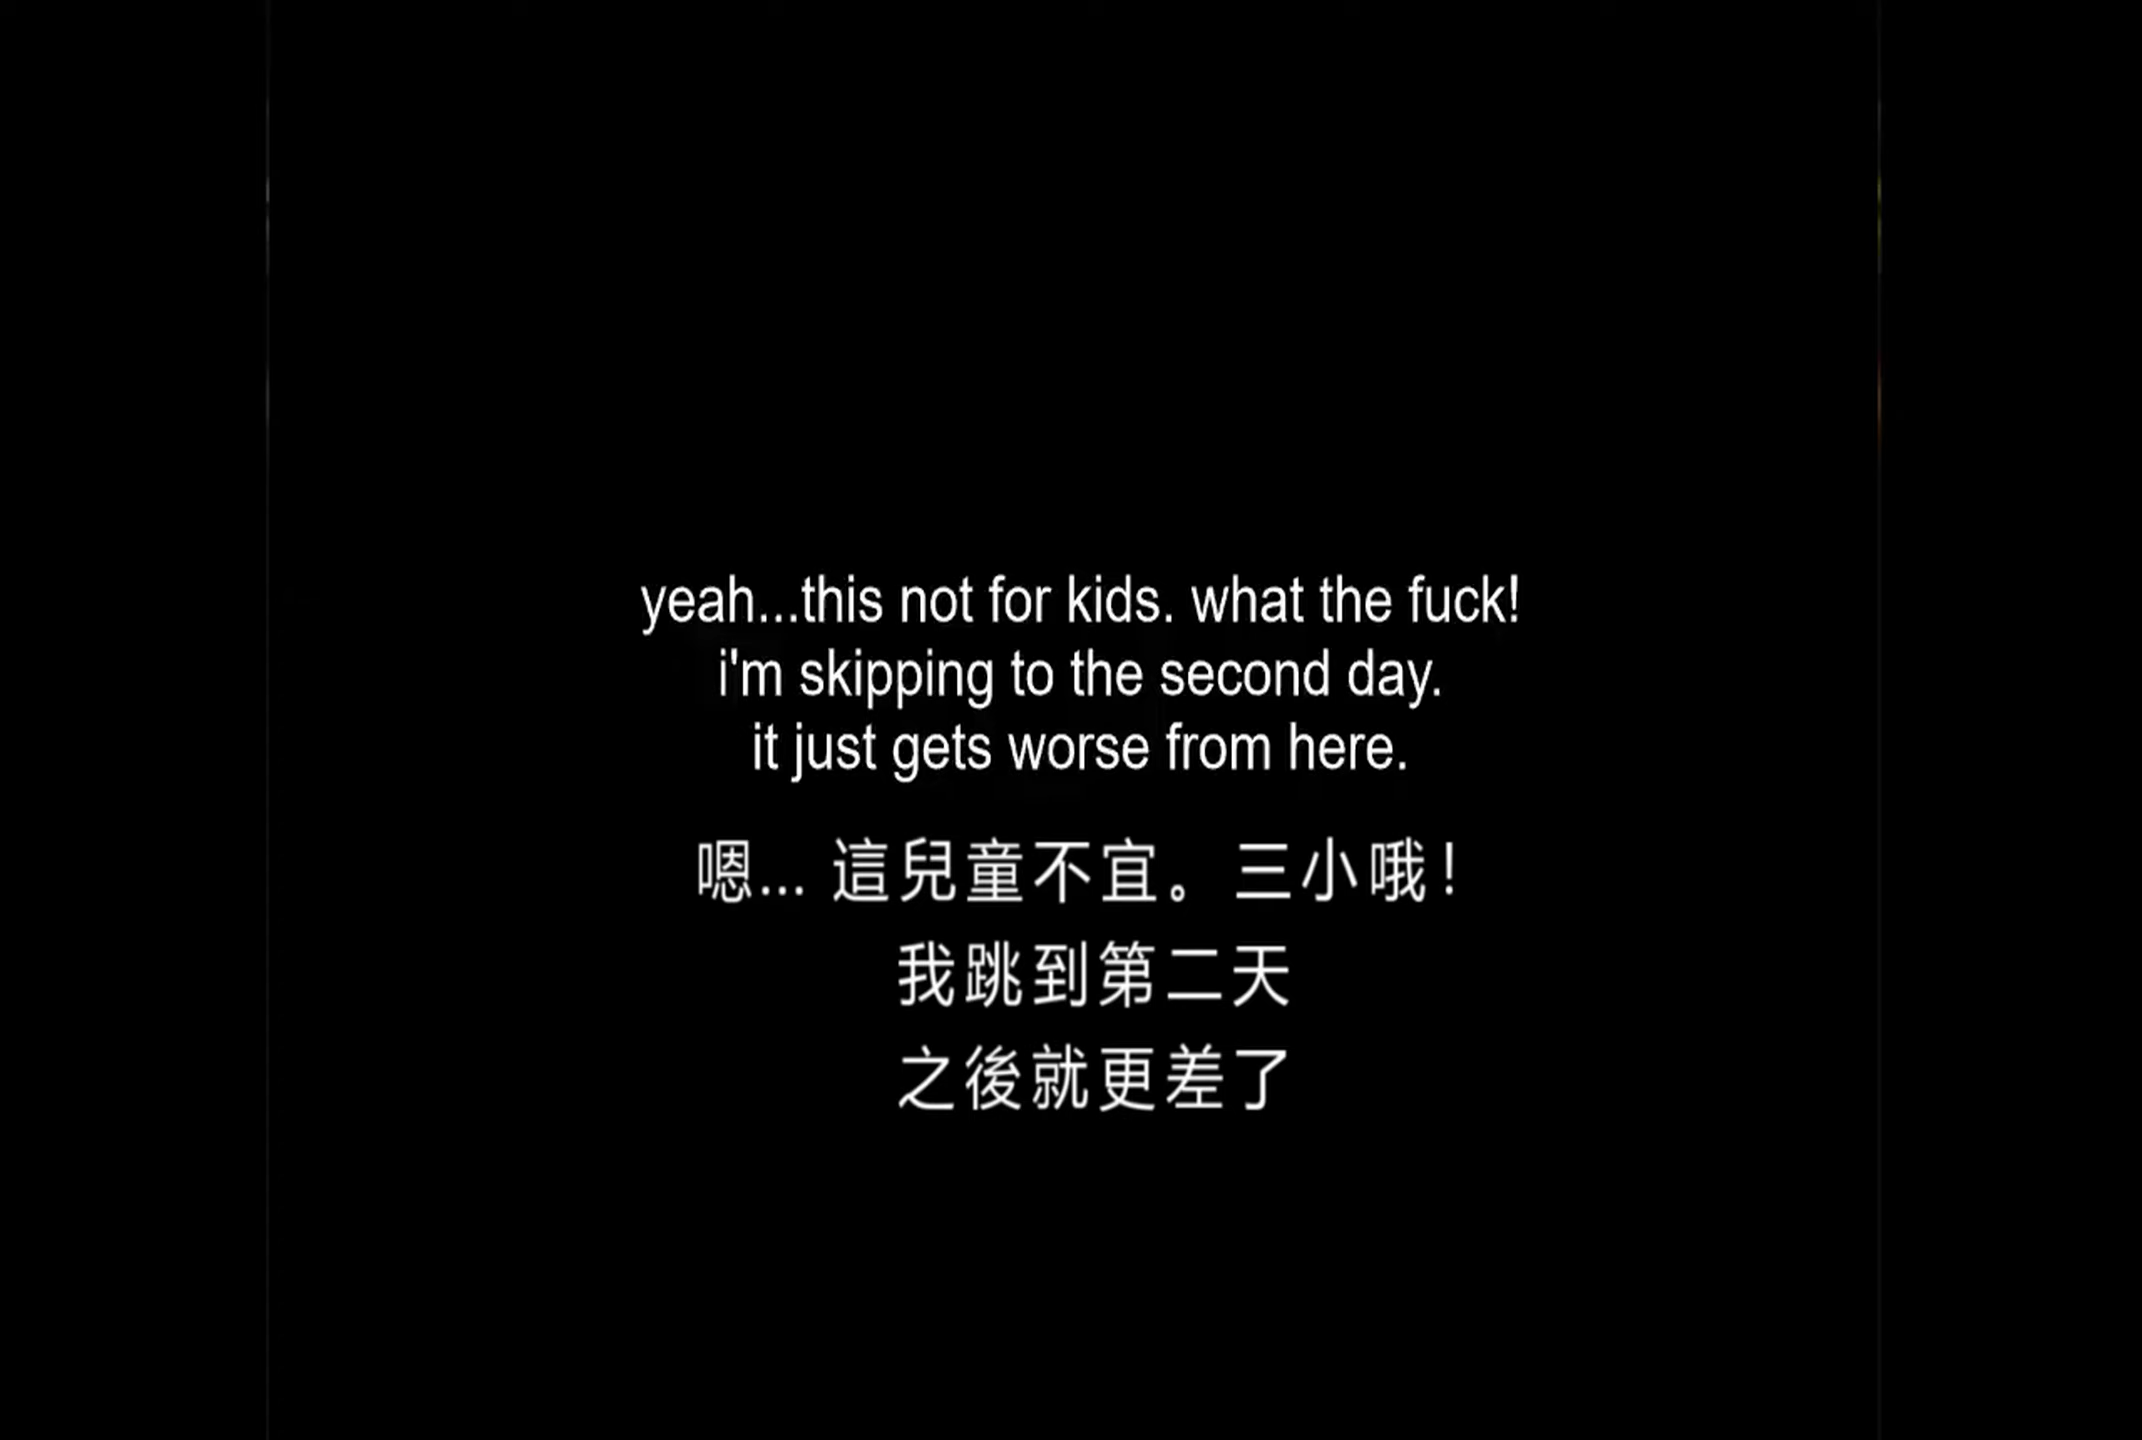 yeah...this not for kids. what the fuck!
i'm skipping to the second day.
it just gets worse from here.
嗯... 這兒童不宜。三小哦!
我跳到第二天
之後就更差了